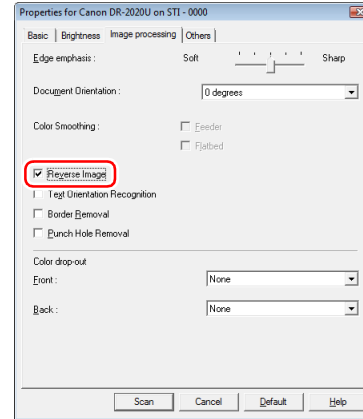 Properties for Canon DR-2020U on STI - 0000
Basic Brightness Image processing Others
Edge emphasis : Soft Sharp
Document Orientation : 0 degrees
Color Smoothing : Feeder
Flatbed
Reverse Image
Text Orientation Recognition
Border Removal
Punch Hole Removal
Color drop-out
Front : None
Back : None
Scan Cancel Default Help